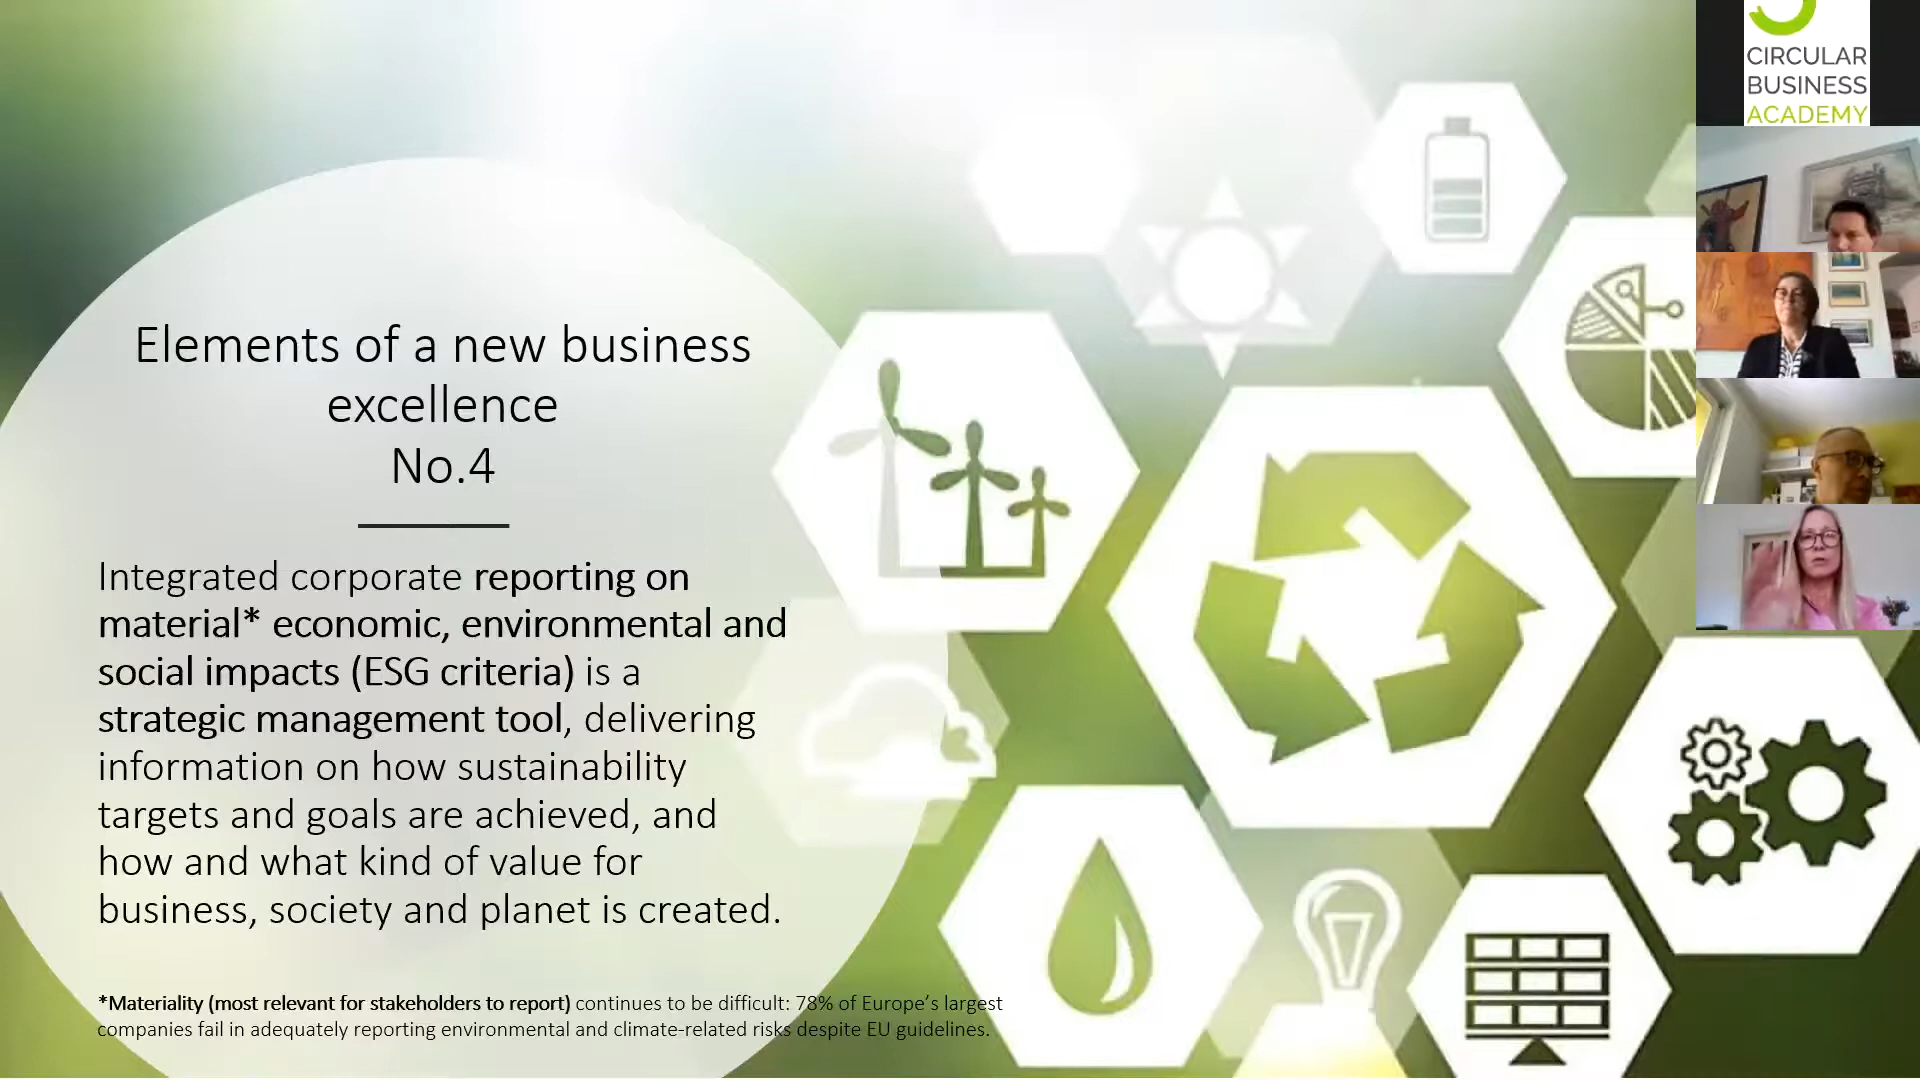 Elements of a new business
excellence
No.4
Integrated corporate reporting on
material* economic, environmental and
social impacts (ESG criteria) is a
strategic management tool, delivering
information on how sustainability
targets and goals are achieved, and
how and what kind of value for
business, society and planet is created.
*Materiality (most relevant for stakeholders to report) continues to be difficult: 78% of Europe's largest
companies fail in adequately reporting environmental and climate-related risks despite EU guidelines.
CIRCULAR
BUSINESS
ACADEMY